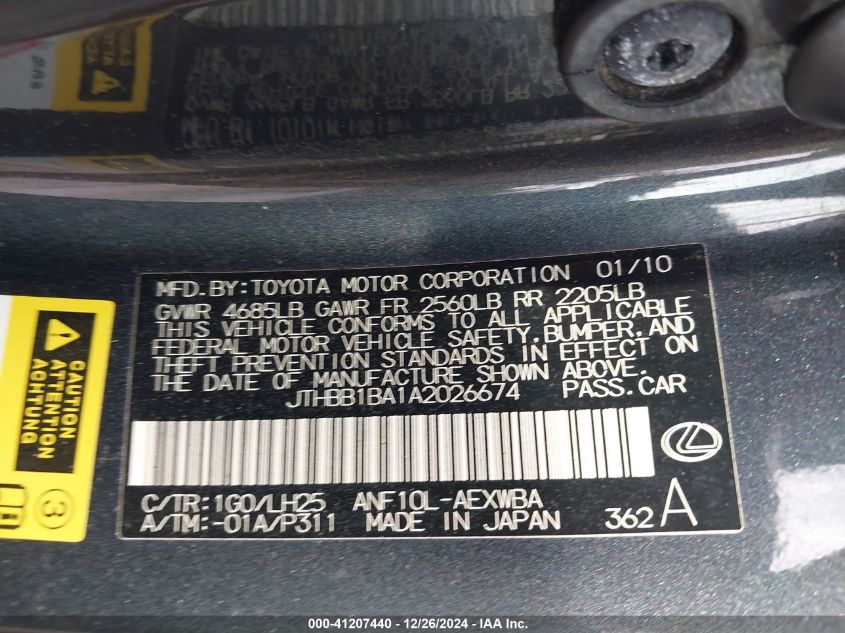 MFD. BY: TOYOTA MOTOR CORPORATION 01/10
GVWR 4685LB GAWR FR 2560LB RR 2205LB
THIS VEHICLE CONFORMS TO ALL APPLICABLE
FEDERAL MOTOR VEHICLE SAFETY, BUMPER, AND
THEFT PREVENTION STANDARDS IN EFFECT ON
THE DATE OF MANUFACTURE SHOWN ABOVE.
JTHBB1BA1A2026674 PASS.CAR
C/TR:1G0/LH25 ANF10L-AEXWBA
A/TM:-01A/P311 MADE IN JAPAN 362 A
CAUTION
ATTENTION
ACHTUNG
3
000-41207440 - 12/26/2024 - IAA Inc.